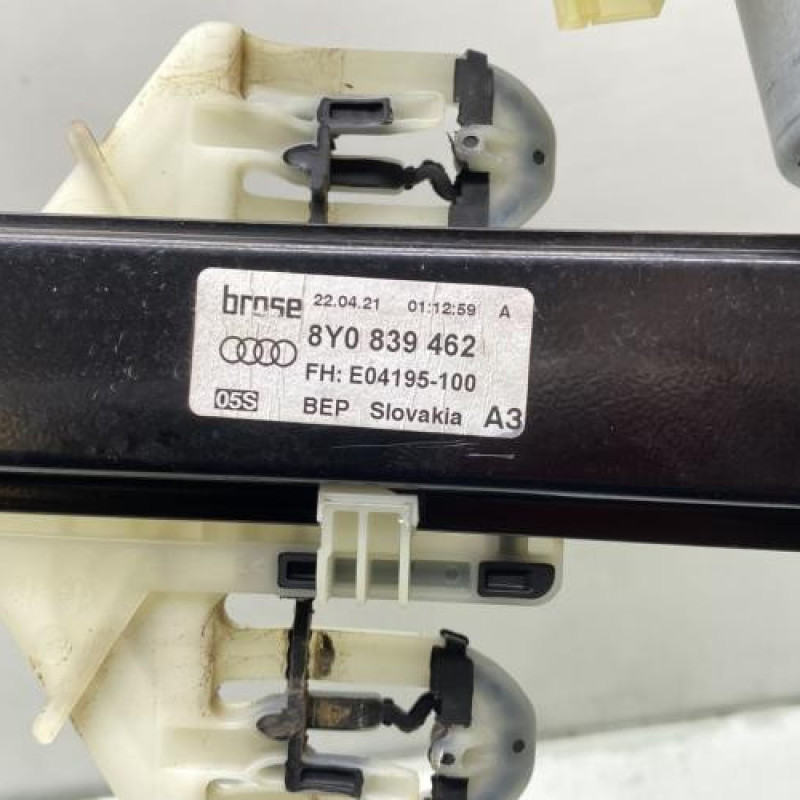 brose 22.04.21 01:12:59 A
8Y0 839 462
FH: E04195-100
05S BEP Slovakia A3